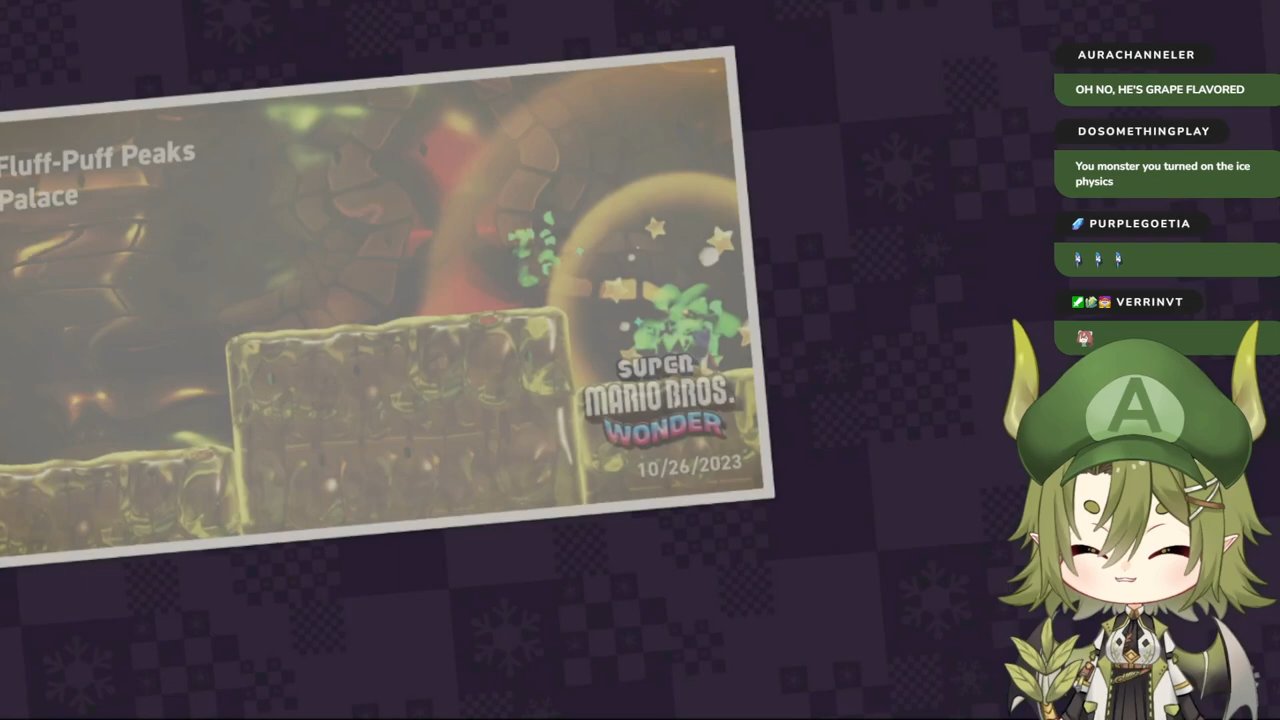 Fluff-Puff Peaks
Palace
SUPER
MARIO BROS.
WONDER
10/26/2023
AURACHANNELER
OH NO, HE'S GRAPE FLAVORED
DOSOMETHINGPLAY
You monster you turned on the ice
physics
PURPLEGOETIA
VERRINVT
A